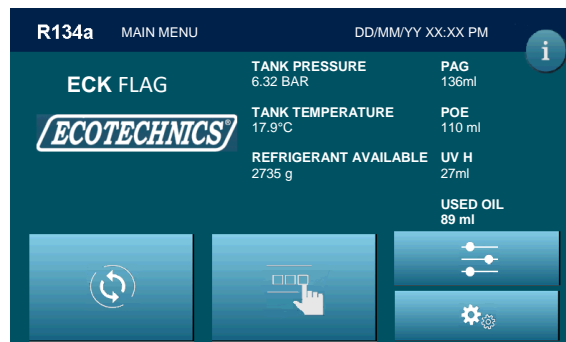 R134a MAIN MENU DD/MM/YY XX:XX PM
i
ECK FLAG
ECOTECHNICS®
TANK PRESSURE
6.32 BAR
TANK TEMPERATURE
17.9°C
REFRIGERANT AVAILABLE
2735 g
PAG
136ml
POE
110 ml
UV H
27ml
USED OIL
89 ml